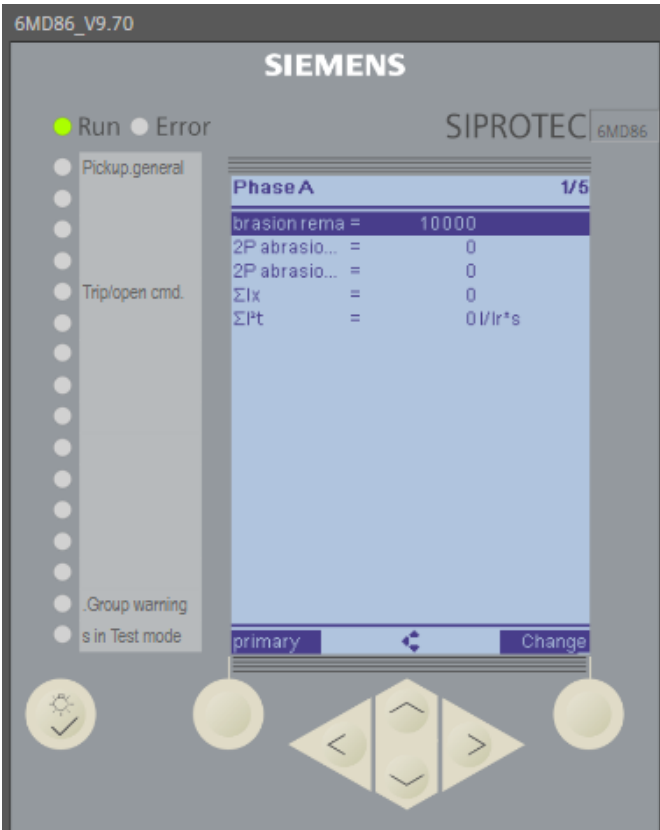 6MD86_V9.70
SIEMENS
Run Error
SIPROTEC 6MD86
Pickup.general
Trip/open cmd.
.Group warning
s in Test mode
Phase A 1/5
brasion rema = 10000
2P abrasio... = 0
2P abrasio... = 0
ΣIx = 0
ΣI²t = 0 I/Ir*s
primary Change